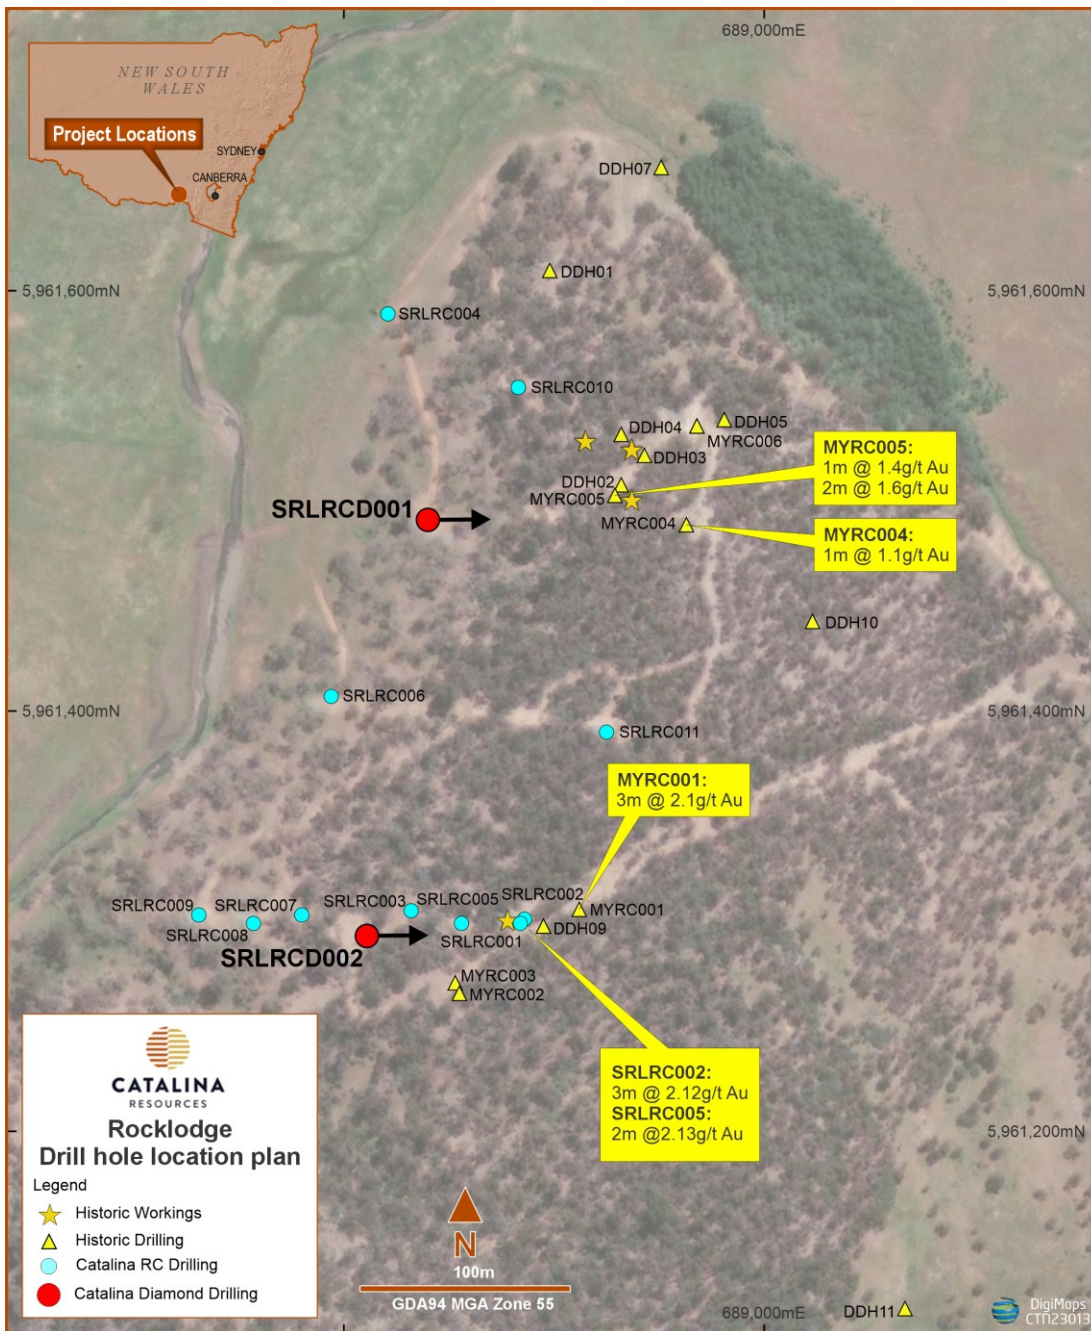 689,000mE
NEW SOUTH
WALES
Project Locations
SYDNEY
CANBERRA
DDH07
DDH01
5,961,600mN
5,961,600mN
SRLRC004
SRLRC010
DDH05
DDH04
MYRC006
DDH03
MYRC005:
1m @ 1.4g/t Au
2m @ 1.6g/t Au
DDH02
MYRC005
SRLRCD001
MYRC004
MYRC004:
1m @ 1.1g/t Au
DDH10
SRLRC006
5,961,400mN
5,961,400mN
SRLRC011
MYRC001:
3m @ 2.1g/t Au
SRLRC009
SRLRC007
SRLRC003
SRLRC005
SRLRC002
MYRC001
SRLRC008
SRLRC001
DDH09
SRLRCD002
MYRC003
MYRC002
SRLRC002:
3m @ 2.12g/t Au
SRLRC005:
2m @2.13g/t Au
CATALINA
RESOURCES
Rocklodge
Drill hole location plan
Legend
Historic Workings
Historic Drilling
Catalina RC Drilling
Catalina Diamond Drilling
5,961,200mN
5,961,200mN
N
100m
GDA94 MGA Zone 55
689,000mE
DDH11
DigiMaps